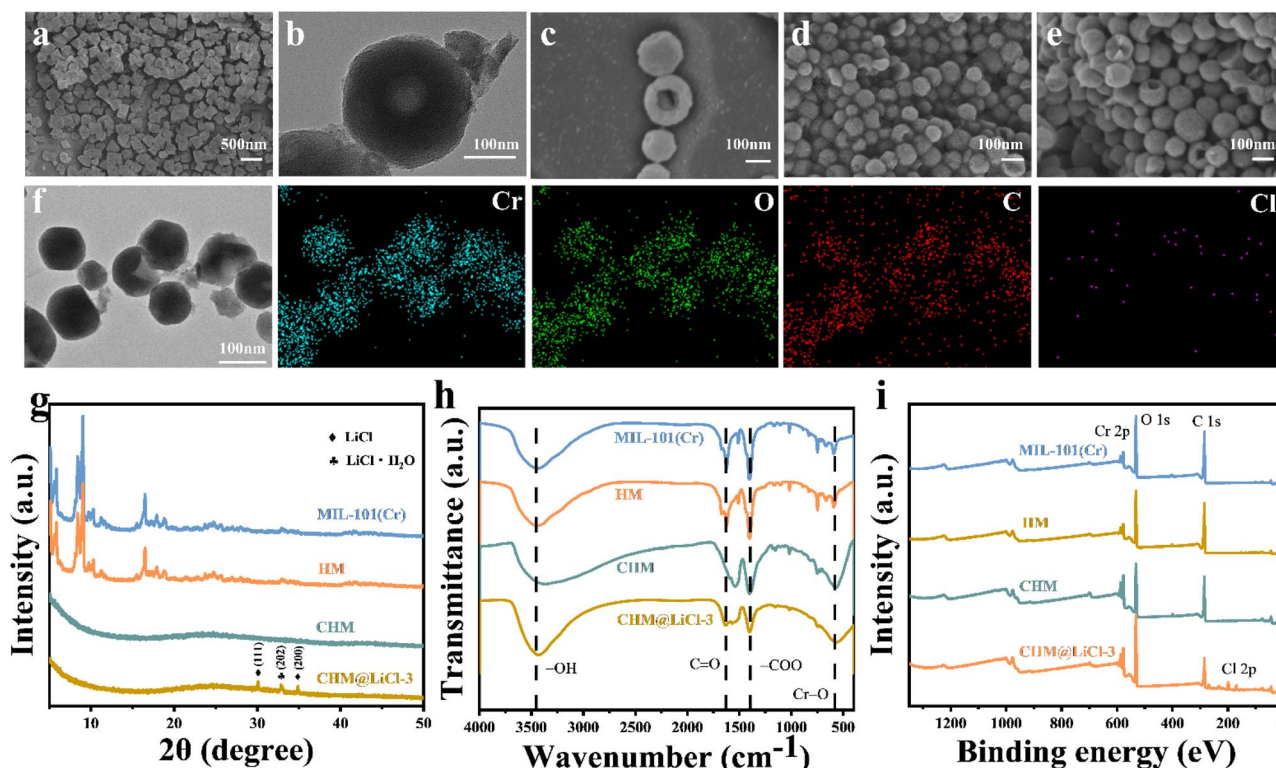 a
500nm
b
100nm
c
100nm
d
100nm
e
100nm
f
100nm
Cr
O
C
Cl
g
♦ LiCl
♣ LiCl · H₂O
MIL-101(Cr)
HM
CHM
♦ (111)
♣ (202)
♦ (200)
CHM@LiCl-3
Intensity (a.u.)
10 20 30 40 50
2θ (degree)
h
MIL-101(Cr)
HM
CHM
CHM@LiCl-3
–OH
C=O
–COO
Cr–O
Transmittance (a.u.)
4000 3500 3000 2500 2000 1500 1000 500
Wavenumber (cm⁻¹)
i
Cr 2p
O 1s
C 1s
MIL-101(Cr)
HM
CHM
CHM@LiCl-3
Cl 2p
Intensity (a.u.)
1200 1000 800 600 400 200 0
Binding energy (eV)